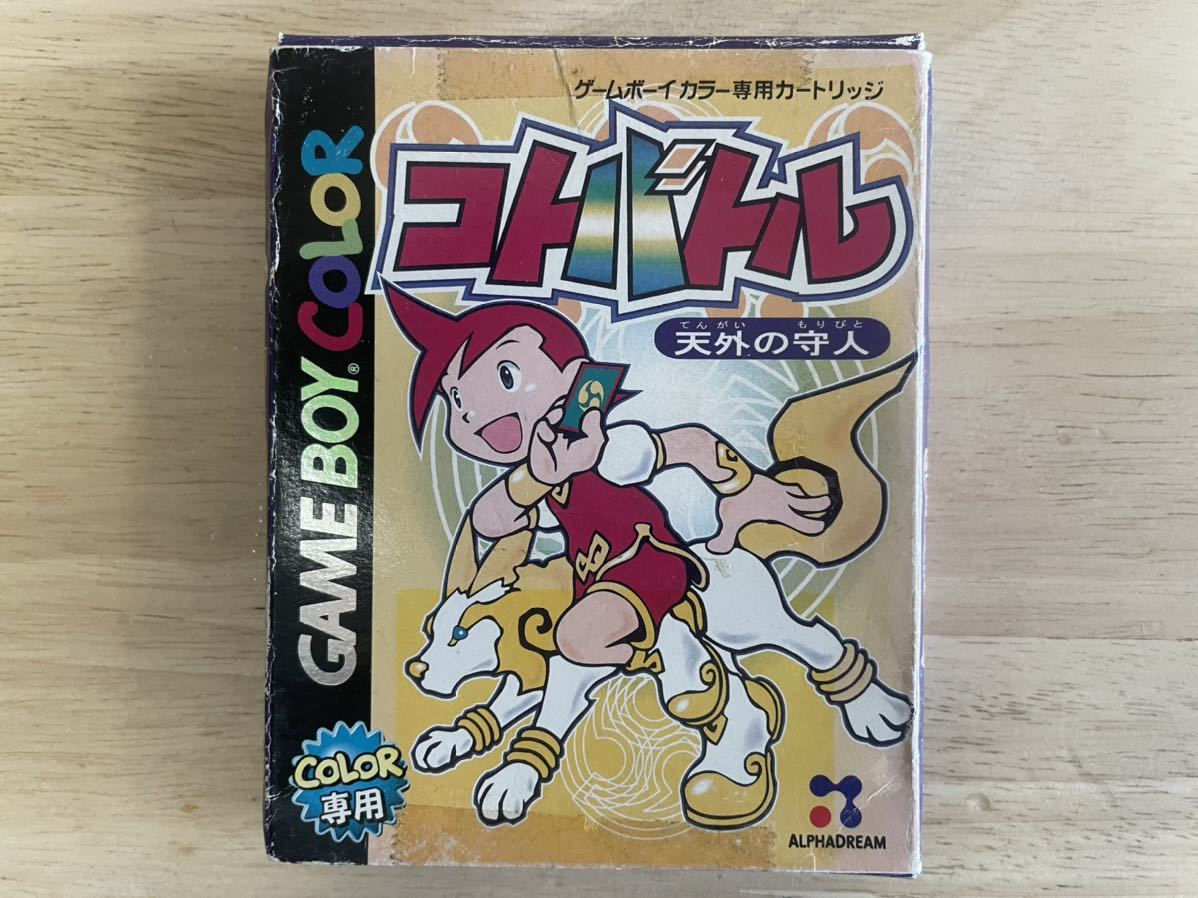 ゲームボーイカラー専用カートリッジ
コトバトル
てんがい もりびと
天外の守人
GAME BOY COLOR
®
COLOR
専用
ALPHADREAM